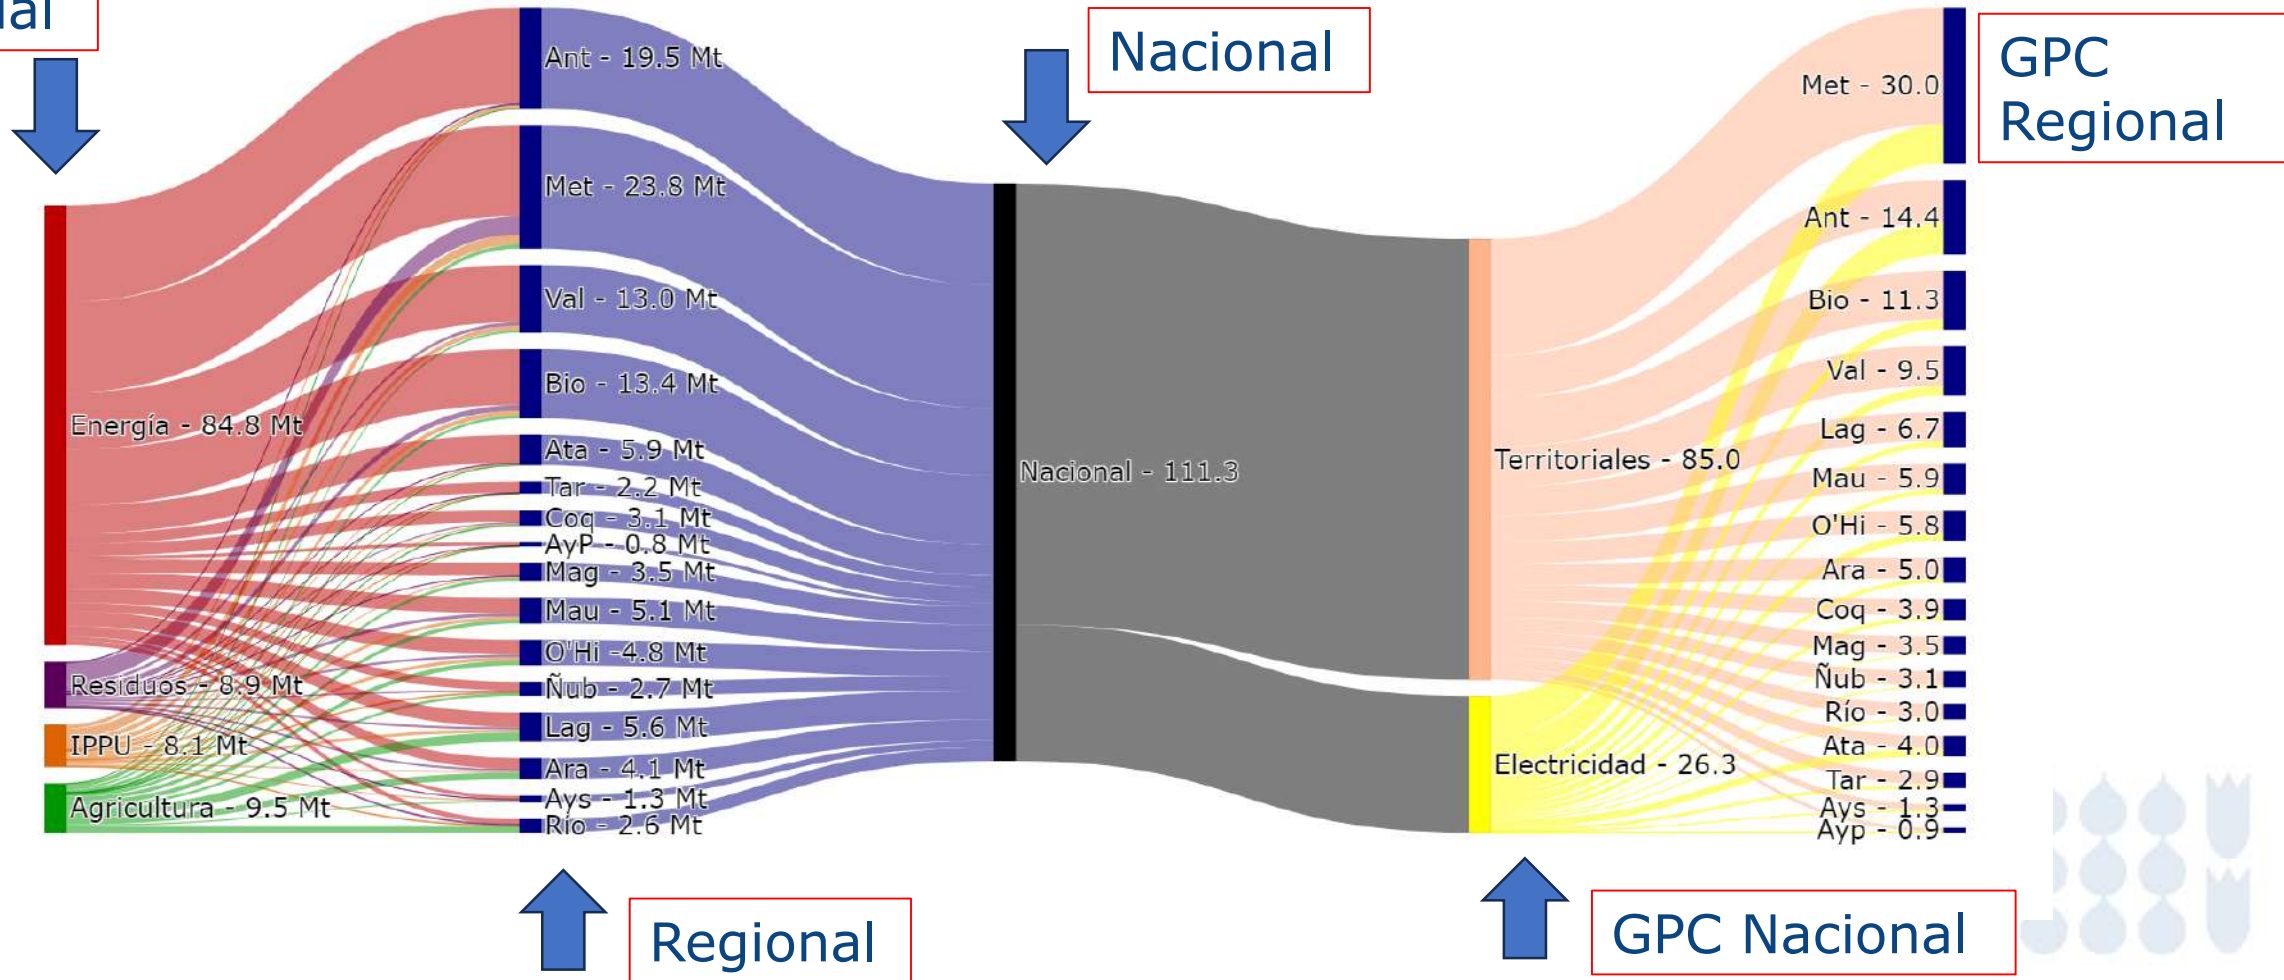 Nacional
GPC
Regional
Ant - 19.5 Mt
Met - 23.8 Mt
Val - 13.0 Mt
Bio - 13.4 Mt
Ata - 5.9 Mt
Tar - 2.2 Mt
Coq - 3.1 Mt
AyP - 0.8 Mt
Mag - 3.5 Mt
Mau - 5.1 Mt
O'Hi -4.8 Mt
Ñub - 2.7 Mt
Lag - 5.6 Mt
Ara - 4.1 Mt
Ays - 1.3 Mt
Río - 2.6 Mt
Energía - 84.8 Mt
Residuos - 8.9 Mt
IPPU - 8.1 Mt
Agricultura - 9.5 Mt
Nacional - 111.3
Territoriales - 85.0
Electricidad - 26.3
Met - 30.0
Ant - 14.4
Bio - 11.3
Val - 9.5
Lag - 6.7
Mau - 5.9
O'Hi - 5.8
Ara - 5.0
Coq - 3.9
Mag - 3.5
Ñub - 3.1
Río - 3.0
Ata - 4.0
Tar - 2.9
Ays - 1.3
Ayp - 0.9
Regional
GPC Nacional